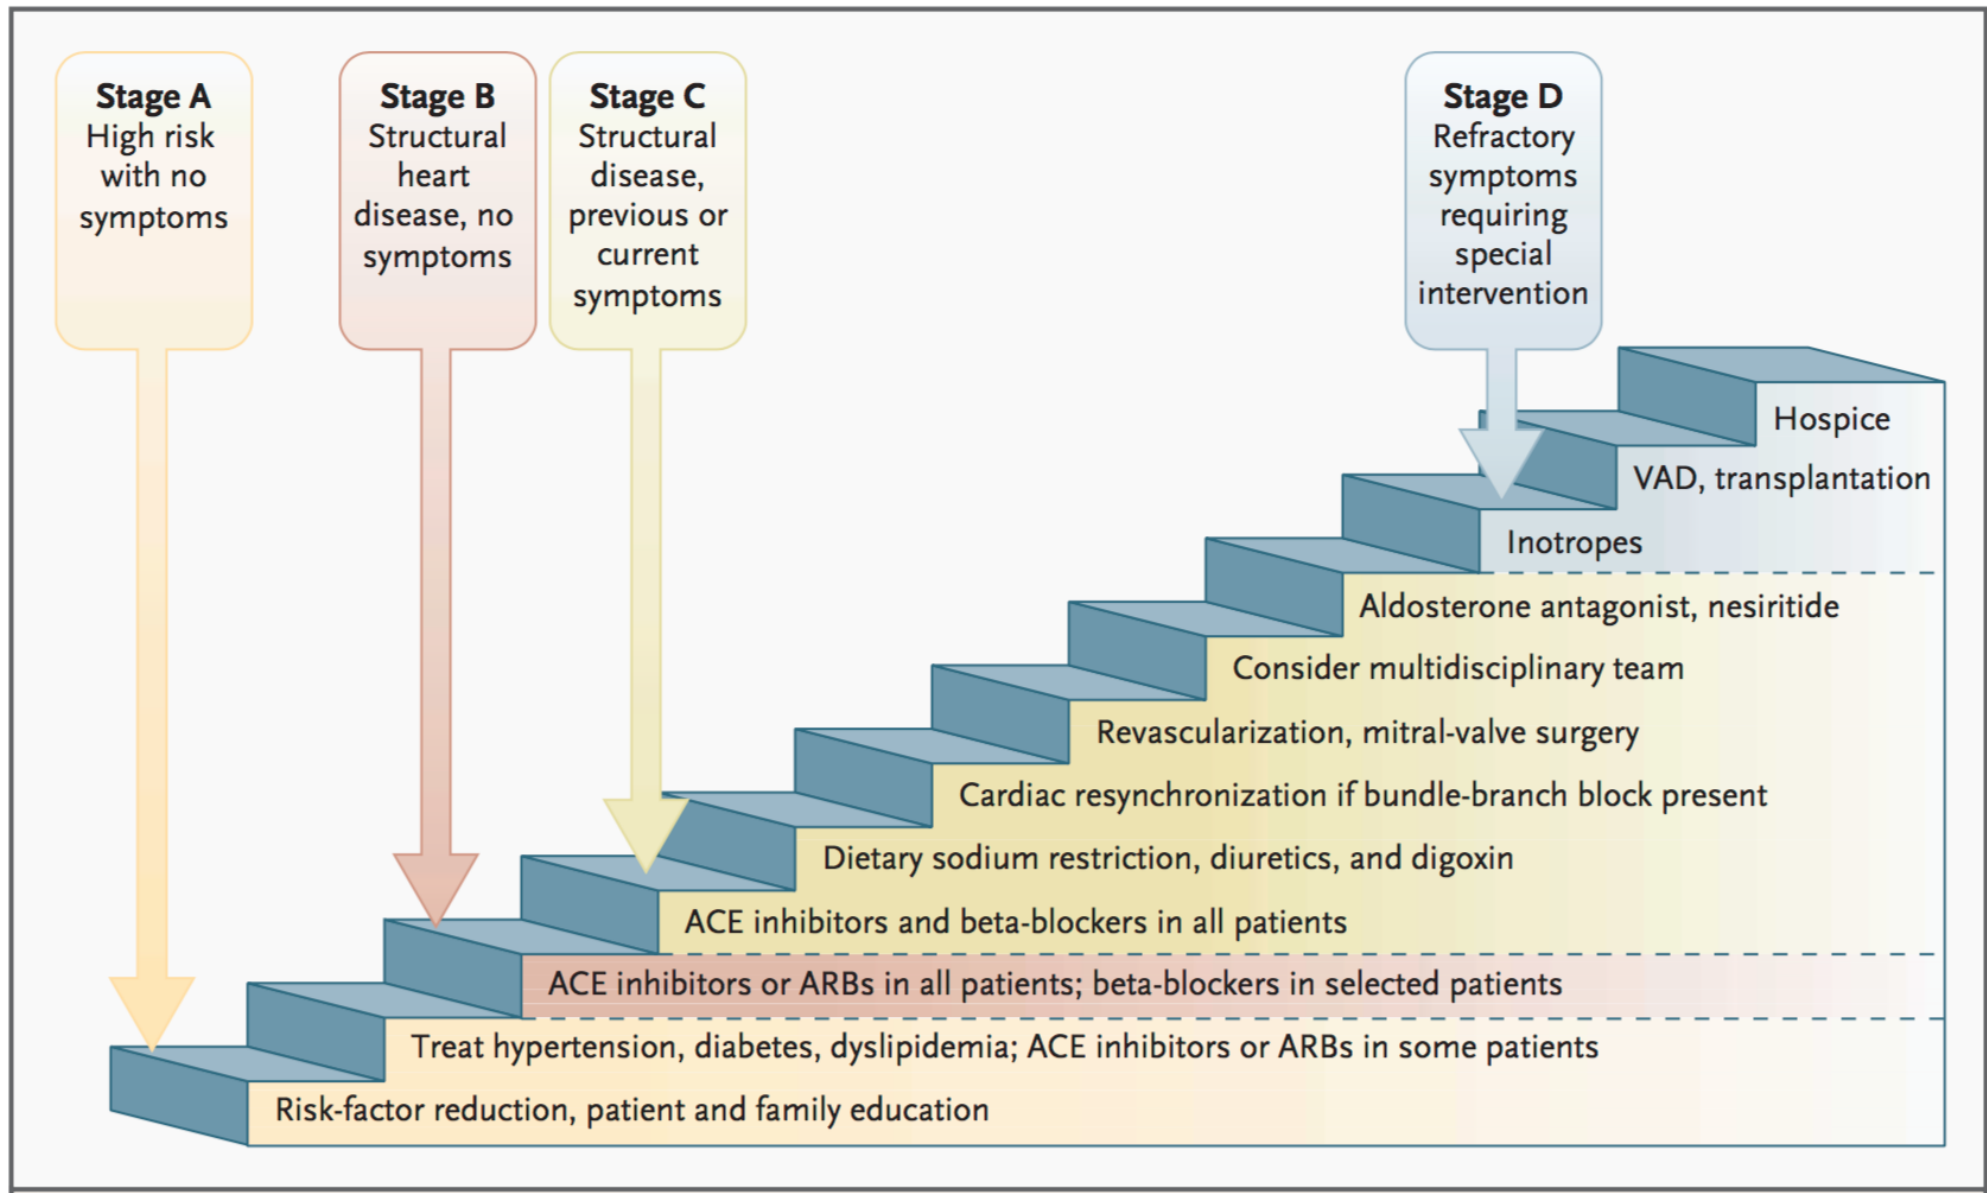 Stage A
High risk
with no
symptoms
Stage B
Structural
heart
disease, no
symptoms
Stage C
Structural
disease,
previous or
current
symptoms
Stage D
Refractory
symptoms
requiring
special
intervention
Hospice
VAD, transplantation
Inotropes
Aldosterone antagonist, nesiritide
Consider multidisciplinary team
Revascularization, mitral-valve surgery
Cardiac resynchronization if bundle-branch block present
Dietary sodium restriction, diuretics, and digoxin
ACE inhibitors and beta-blockers in all patients
ACE inhibitors or ARBs in all patients; beta-blockers in selected patients
Treat hypertension, diabetes, dyslipidemia; ACE inhibitors or ARBs in some patients
Risk-factor reduction, patient and family education